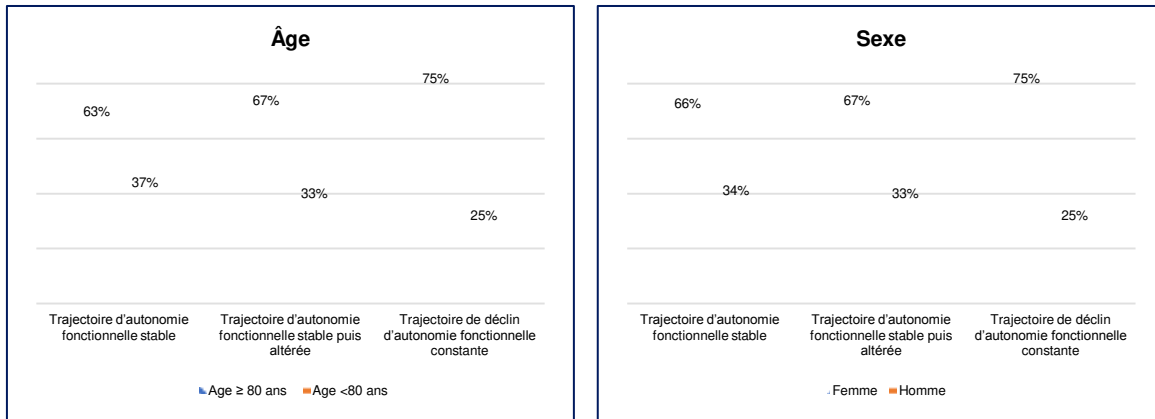 Âge
75%
67%
63%
37%
33%
25%
Trajectoire d'autonomie
fonctionnelle stable
Trajectoire d'autonomie
fonctionnelle stable puis
altérée
Trajectoire de déclin
d'autonomie fonctionnelle
constante
Age ≥ 80 ans
Age <80 ans
Sexe
75%
67%
66%
34%
33%
25%
Trajectoire d'autonomie
fonctionnelle stable
Trajectoire d'autonomie
fonctionnelle stable puis
altérée
Trajectoire de déclin
d'autonomie fonctionnelle
constante
Femme
Homme